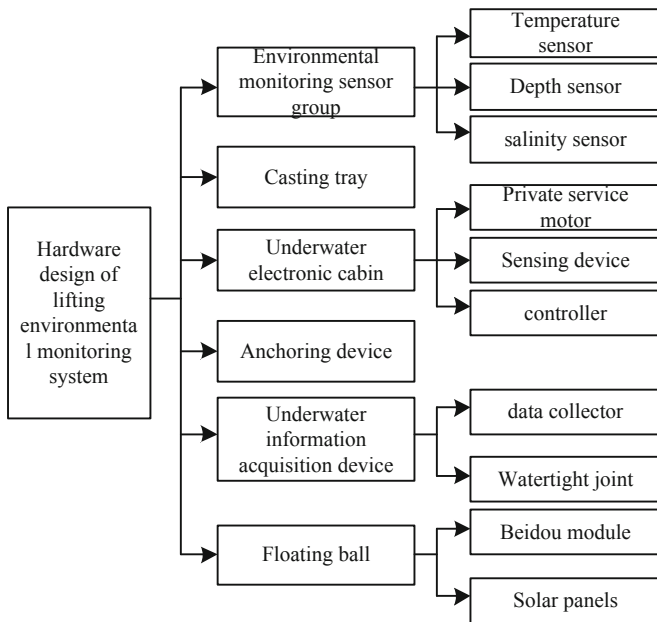 Hardware
design of
lifting
environmenta
l monitoring
system
Environmental
monitoring sensor
group
Casting tray
Underwater
electronic cabin
Anchoring device
Underwater
information
acquisition device
Floating ball
Temperature
sensor
Depth sensor
salinity sensor
Private service
motor
Sensing device
controller
data collector
Watertight joint
Beidou module
Solar panels